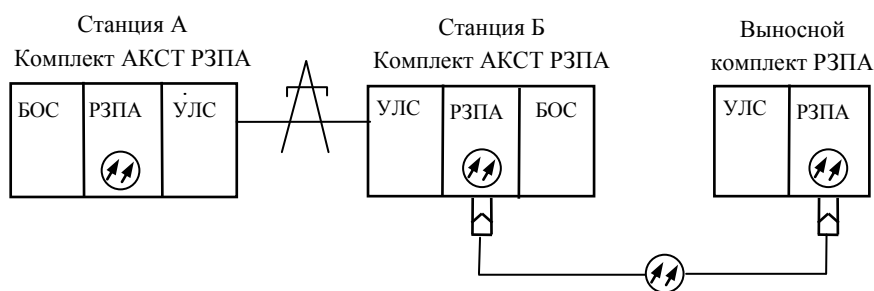 Станция А
Комплект АКСТ РЗПА
Станция Б
Комплект АКСТ РЗПА
Выносной
комплект РЗПА
БОС РЗПА УЛС
УЛС РЗПА БОС
УЛС РЗПА